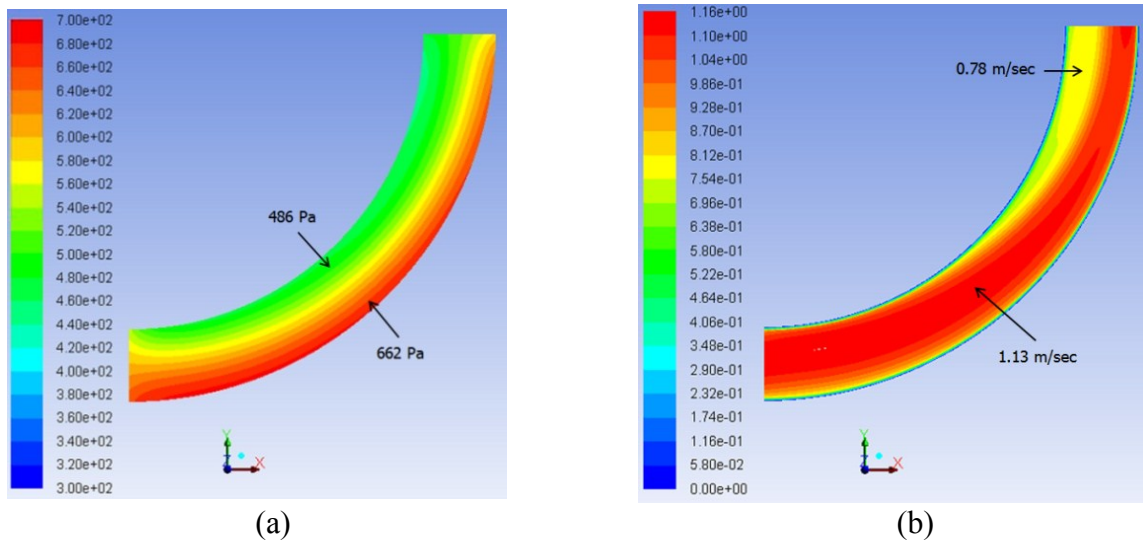 7.00e+02
6.80e+02
6.60e+02
6.40e+02
6.20e+02
6.00e+02
5.80e+02
5.60e+02
5.40e+02
5.20e+02
5.00e+02
4.80e+02
4.60e+02
4.40e+02
4.20e+02
4.00e+02
3.80e+02
3.60e+02
3.40e+02
3.20e+02
3.00e+02
486 Pa
662 Pa
Y
Z
X
(a)
1.16e+00
1.10e+00
1.04e+00
9.86e-01
9.28e-01
8.70e-01
8.12e-01
7.54e-01
6.96e-01
6.38e-01
5.80e-01
5.22e-01
4.64e-01
4.06e-01
3.48e-01
2.90e-01
2.32e-01
1.74e-01
1.16e-01
5.80e-02
0.00e+00
0.78 m/sec
1.13 m/sec
Y
Z
X
(b)